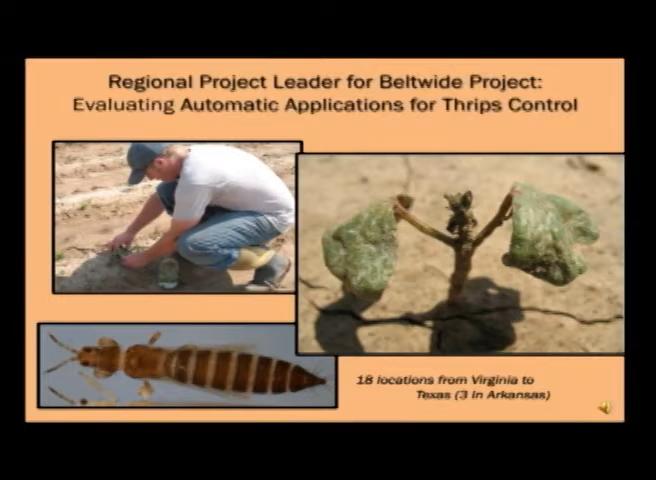 Regional Project Leader for Beltwide Project:
Evaluating Automatic Applications for Thrips Control
18 locations from Virginia to
Texas (3 in Arkansas)